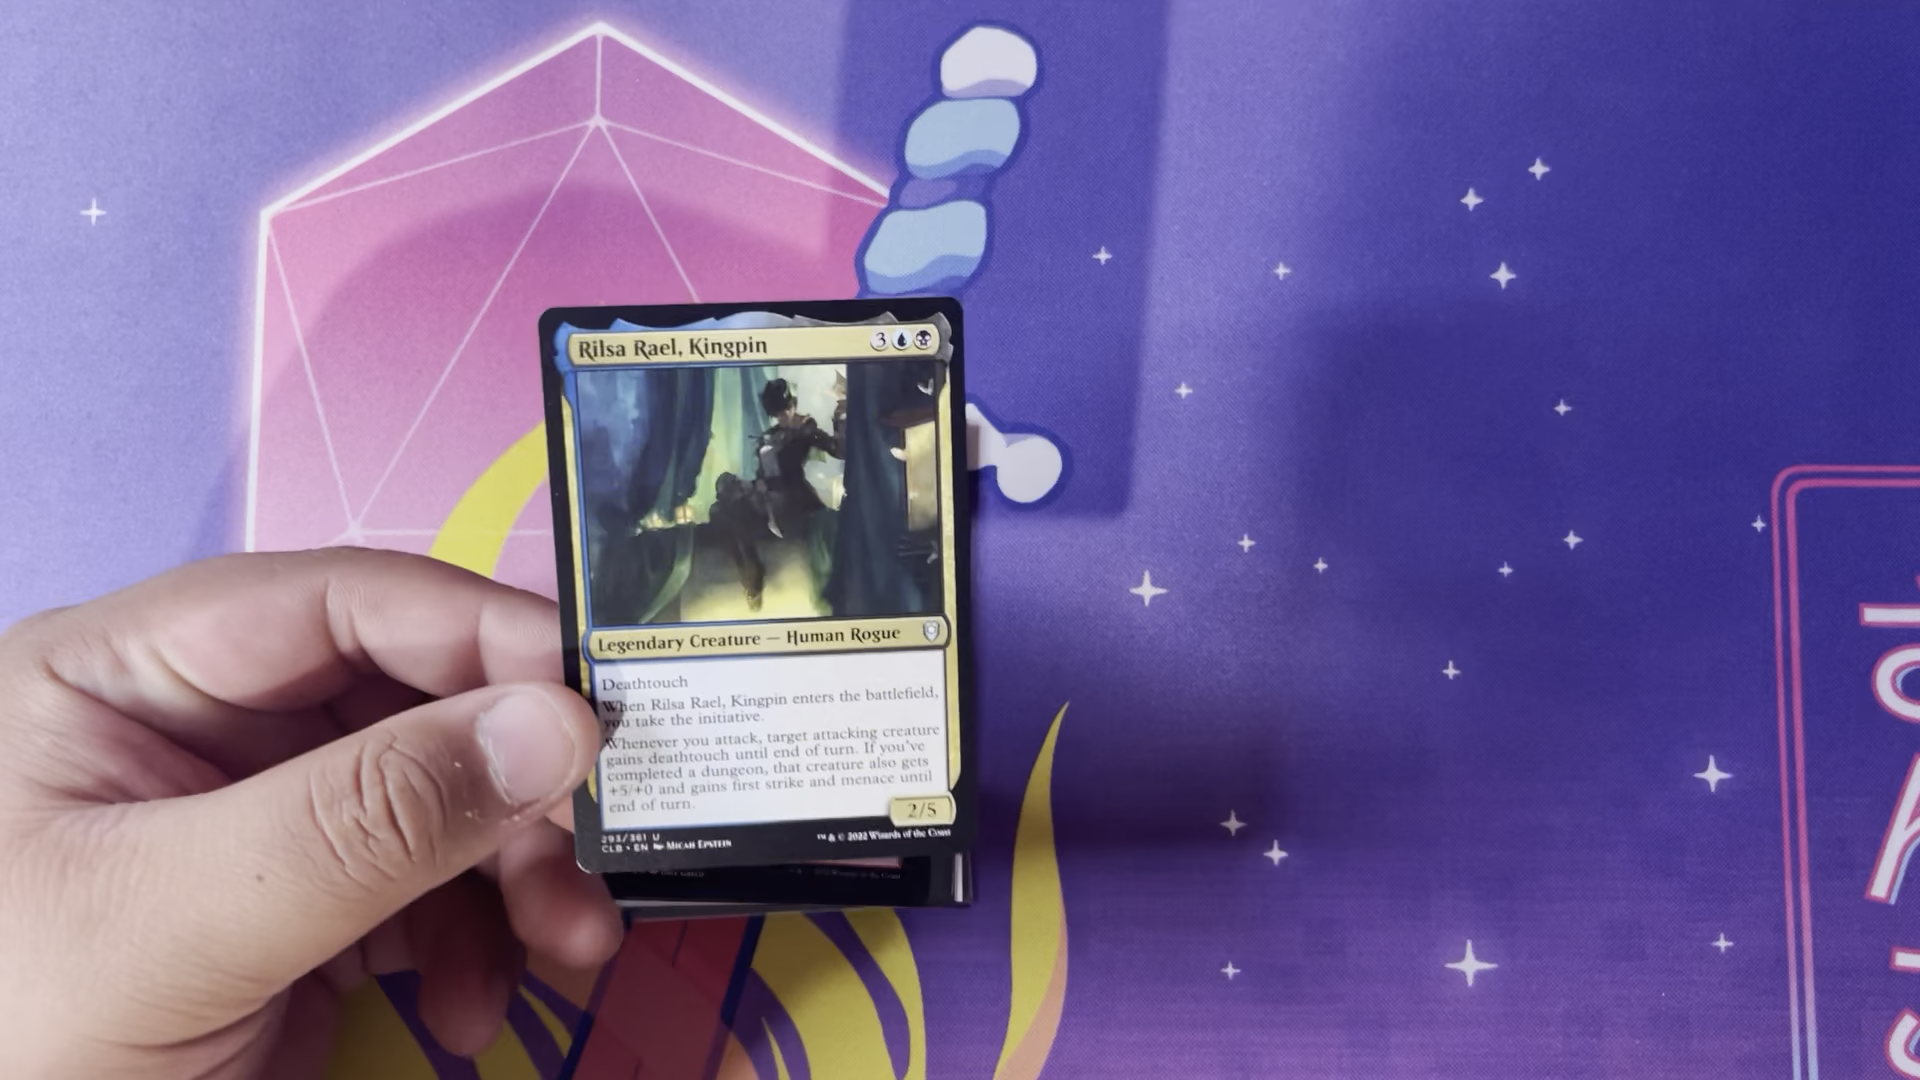 Rilsa Rael, Kingpin 3
Legendary Creature — Human Rogue
Deathtouch
When Rilsa Rael, Kingpin enters the battlefield,
you take the initiative.
Whenever you attack, target attacking creature
gains deathtouch until end of turn. If you've
completed a dungeon, that creature also gets
+5/+0 and gains first strike and menace until
end of turn.
2/5
293/361 U
CLB • EN Micah Epstein
™ & © 2022 Wizards of the Coast